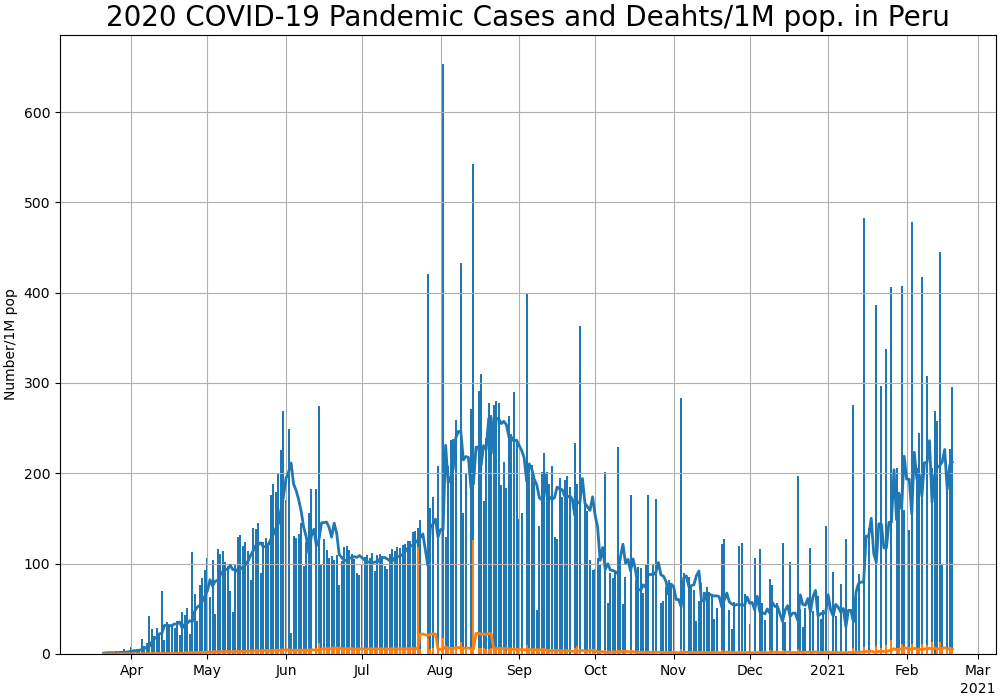 2020 COVID-19 Pandemic Cases and Deahts/1M pop. in Peru
Number/1M pop
600
500
400
300
200
100
0
Apr May Jun Jul Aug Sep Oct Nov Dec 2021 Feb Mar
2021